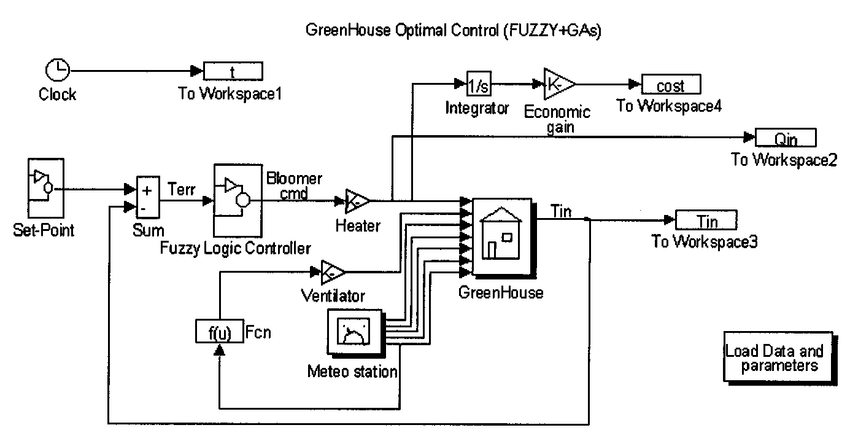 GreenHouse Optimal Control (FUZZY+GAs)
Clock
t
To Workspace1
1/s
Integrator
K-
Economic
gain
cost
To Workspace4
Qin
To Workspace2
Set-Point
+
-
Sum
Terr
Fuzzy Logic Controller
Bloomer
cmd
K-
Heater
GreenHouse
Tin
Tin
To Workspace3
K-
Ventilator
f(u)
Fcn
Meteo station
Load Data and
parameters